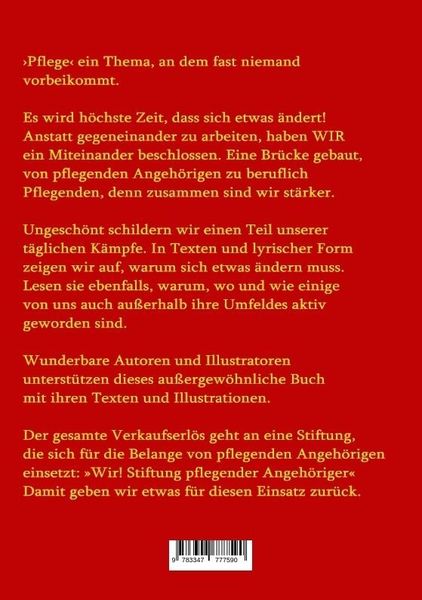 ›Pflege‹ ein Thema, an dem fast niemand
vorbeikommt.
Es wird höchste Zeit, dass sich etwas ändert!
Anstatt gegeneinander zu arbeiten, haben WIR
ein Miteinander beschlossen. Eine Brücke gebaut,
von pflegenden Angehörigen zu beruflich
Pflegenden, denn zusammen sind wir stärker.
Ungeschönt schildern wir einen Teil unserer
täglichen Kämpfe. In Texten und lyrischer Form
zeigen wir auf, warum sich etwas ändern muss.
Lesen sie ebenfalls, warum, wo und wie einige
von uns auch außerhalb ihre Umfeldes aktiv
geworden sind.
Wunderbare Autoren und Illustratoren
unterstützen dieses außergewöhnliche Buch
mit ihren Texten und Illustrationen.
Der gesamte Verkaufserlös geht an eine Stiftung,
die sich für die Belange von pflegenden Angehörigen
einsetzt: »Wir! Stiftung pflegender Angehöriger«
Damit geben wir etwas für diesen Einsatz zurück.
9 783347 777590